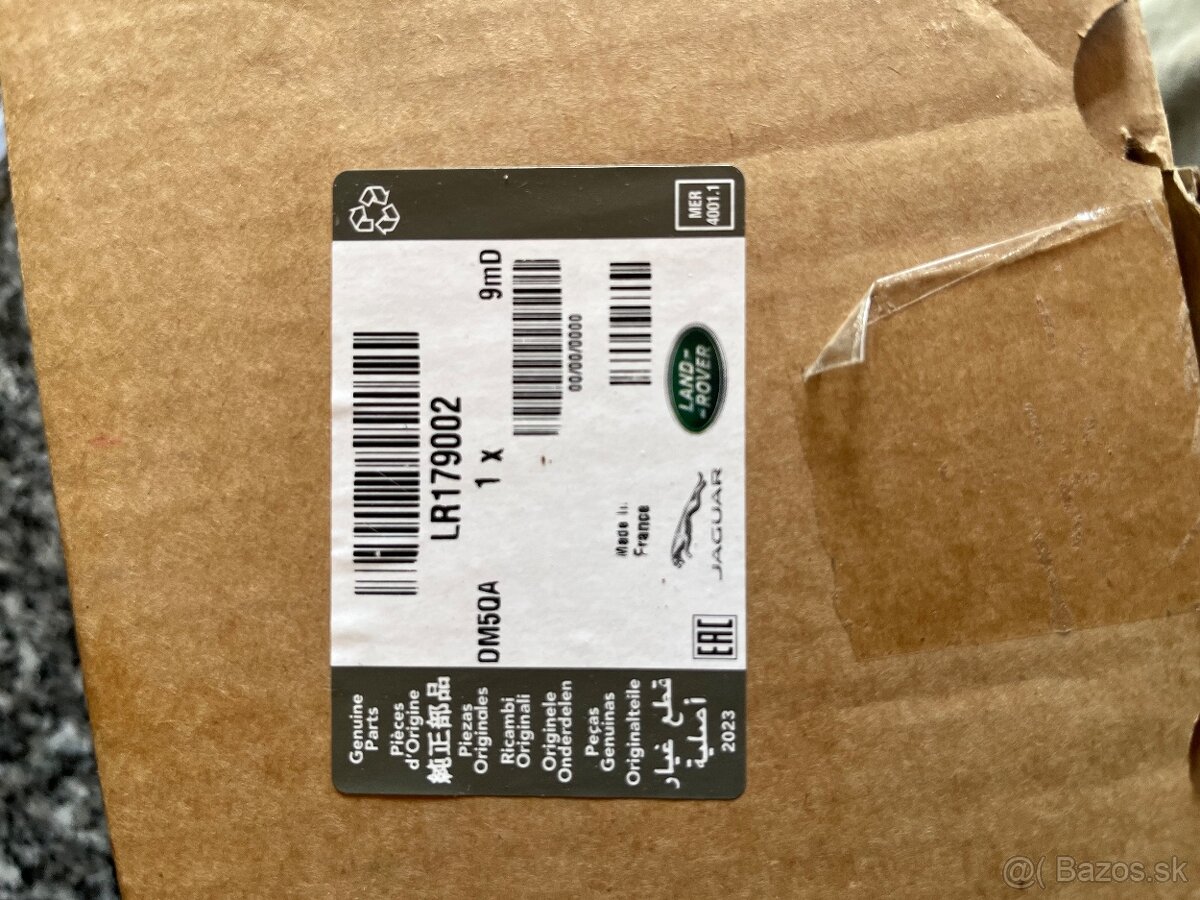 Genuine
Parts
Pièces
d'Origine
純正部品
Piezas
Originales
Ricambi
Originali
Originele
Onderdelen
Peças
Genuinas
Originalteile
قطع غيار
أصلية
2023
LR179002
DM5QA 1 x 9mD
00/00/0000
Made In
France
EAC
JAGUAR
LAND-
-ROVER
MER
4001.1
@( Bazos.sk